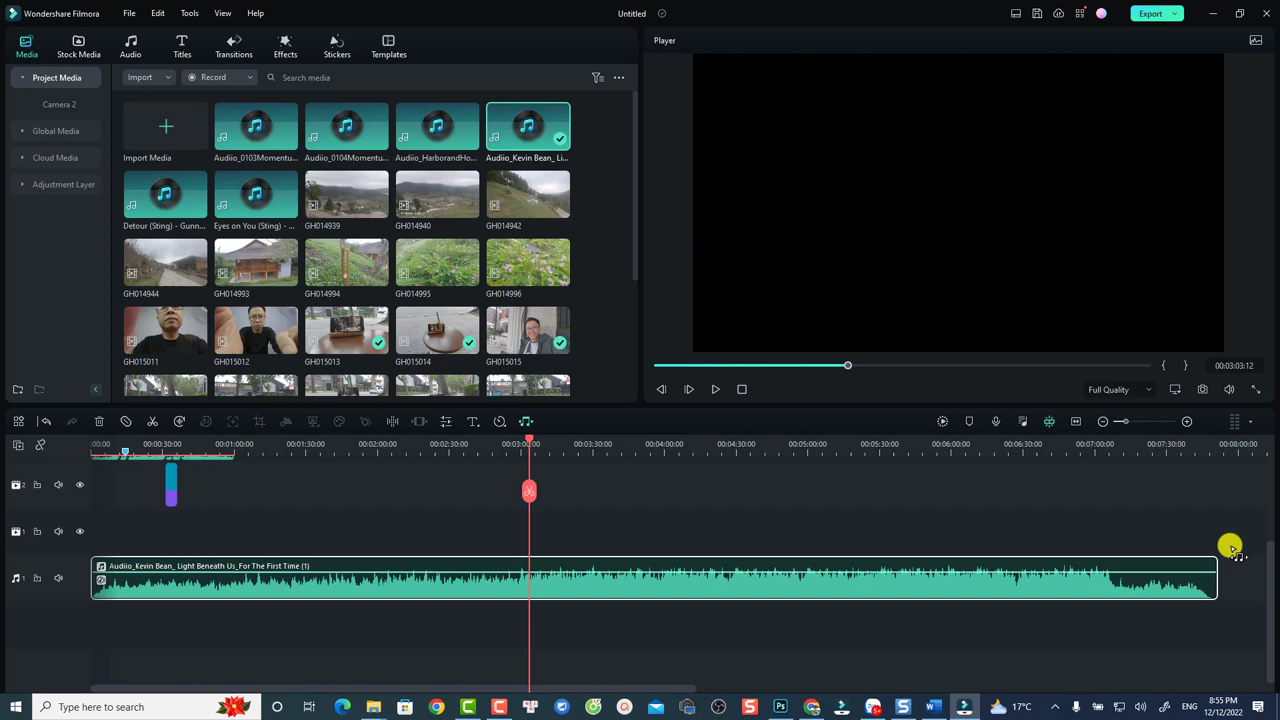 Wondershare Filmora File Edit Tools View Help Untitled Export
Media Stock Media Audio Titles Transitions Effects Stickers Templates
Player
Project Media
Import Record Search media
Camera 2
Global Media
Cloud Media
Adjustment Layer
Import Media Audiio_0103Momentu... Audiio_0104Momentu... Audiio_HarborandHo... Audiio_Kevin Bean_ Li...
Detour (Sting) - Gunn... Eyes on You (Sting) - ... GH014939 GH014940 GH014942
GH014944 GH014993 GH014994 GH014995 GH014996
GH015011 GH015012 GH015013 GH015014 GH015015
00:03:03:12
Full Quality
:00:00 00:00:30:00 00:01:00:00 00:01:30:00 00:02:00:00 00:02:30:00 00:03:00:00 00:03:30:00 00:04:00:00 00:04:30:00 00:05:00:00 00:05:30:00 00:06:00:00 00:06:30:00 00:07:00:00 00:07:30:00 00:08:00:00
2
1
Audiio_Kevin Bean_ Light Beneath Us_For The First Time (1)
1
Type here to search
17°C
8:55 PM
12/12/2022